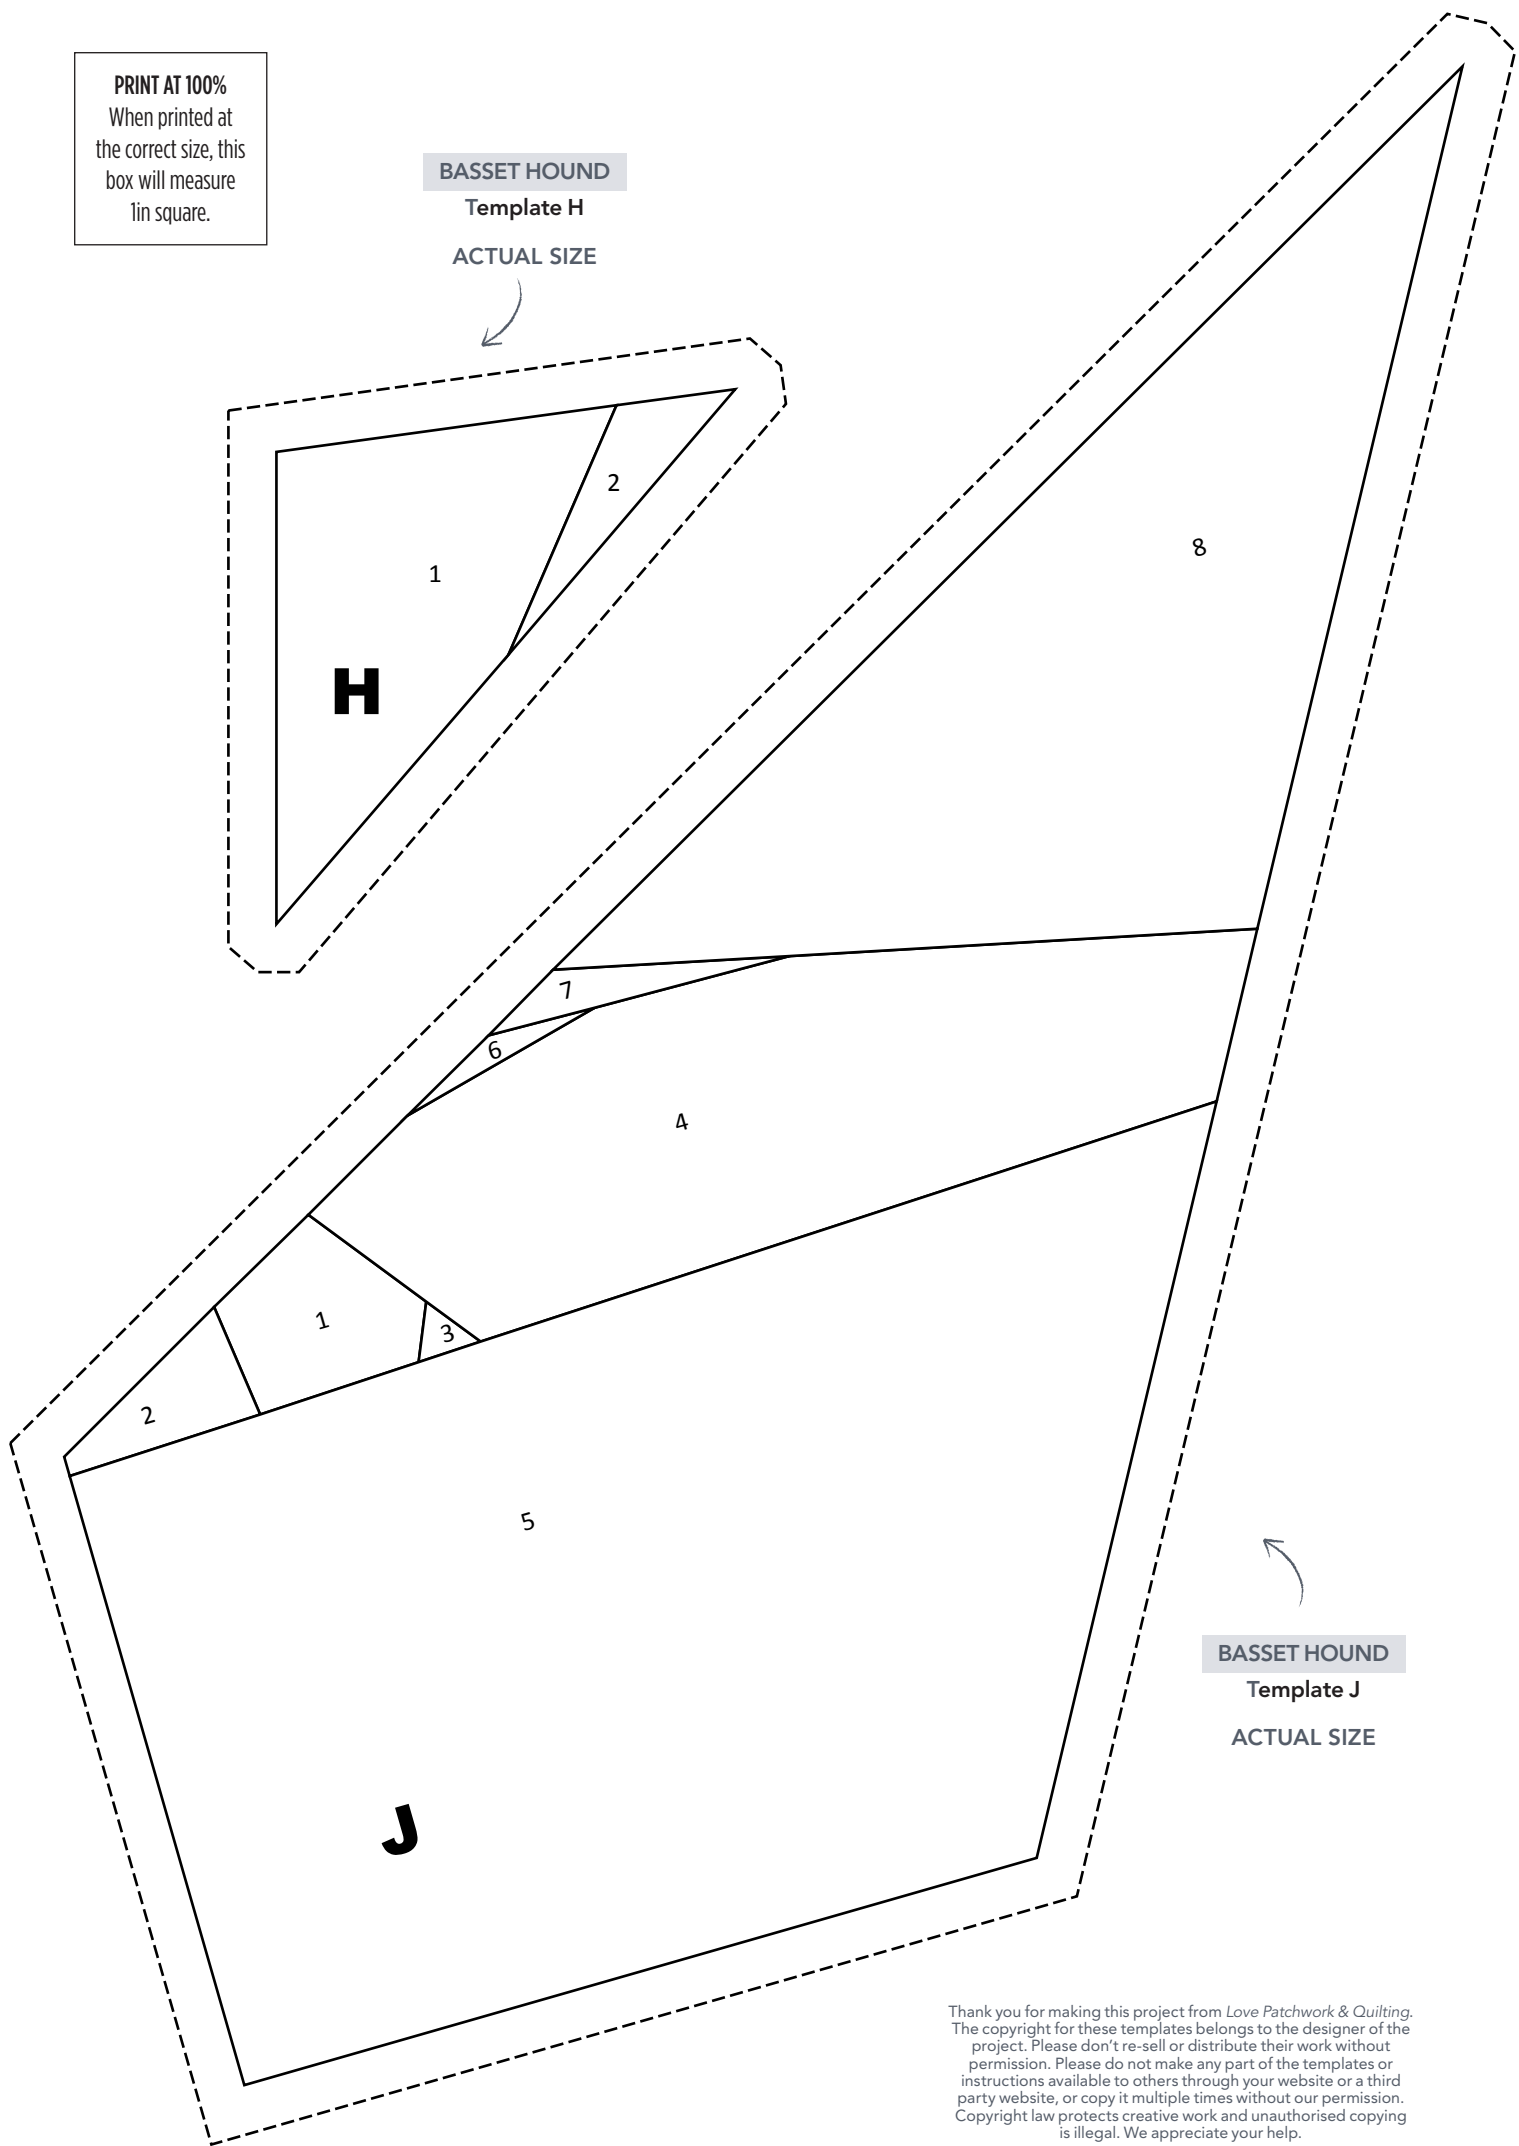 PRINT AT 100%
When printed at
the correct size, this
box will measure
1in square.
BASSET HOUND
Template H
ACTUAL SIZE
2
1
H
8
7
6
4
1
3
2
5
J
BASSET HOUND
Template J
ACTUAL SIZE
Thank you for making this project from Love Patchwork & Quilting.
The copyright for these templates belongs to the designer of the
project. Please don't re-sell or distribute their work without
permission. Please do not make any part of the templates or
instructions available to others through your website or a third
party website, or copy it multiple times without our permission.
Copyright law protects creative work and unauthorised copying
is illegal. We appreciate your help.